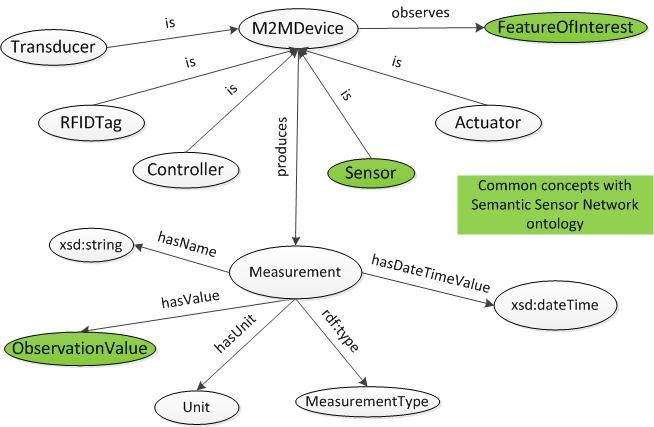 is
observes
M2MDevice
FeatureOfInterest
Transducer
is
is
is
is
RFIDTag
Actuator
produces
Controller
Sensor
Common concepts with
Semantic Sensor Network
ontology
xsd:string
hasName
Measurement
hasDateTimeValue
hasValue
xsd:dateTime
ObservationValue
hasUnit
rdf:type
Unit
MeasurementType